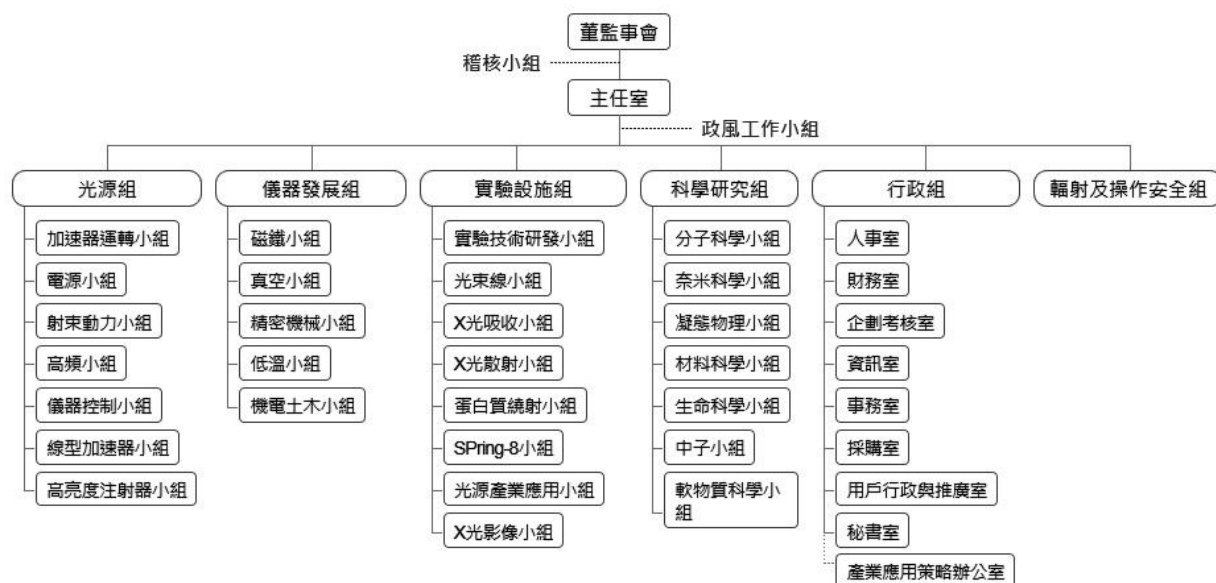 董監事會
稽核小組
主任室
政風工作小組
光源組
加速器運轉小組
電源小組
射束動力小組
高頻小組
儀器控制小組
線型加速器小組
高亮度注射器小組
儀器發展組
磁鐵小組
真空小組
精密機械小組
低溫小組
機電土木小組
實驗設施組
實驗技術研發小組
光束線小組
X光吸收小組
X光散射小組
蛋白質繞射小組
SPring-8小組
光源產業應用小組
X光影像小組
科學研究組
分子科學小組
奈米科學小組
凝態物理小組
材料科學小組
生命科學小組
中子小組
軟物質科學小
組
行政組
人事室
財務室
企劃考核室
資訊室
事務室
採購室
用戶行政與推廣室
秘書室
產業應用策略辦公室
輻射及操作安全組